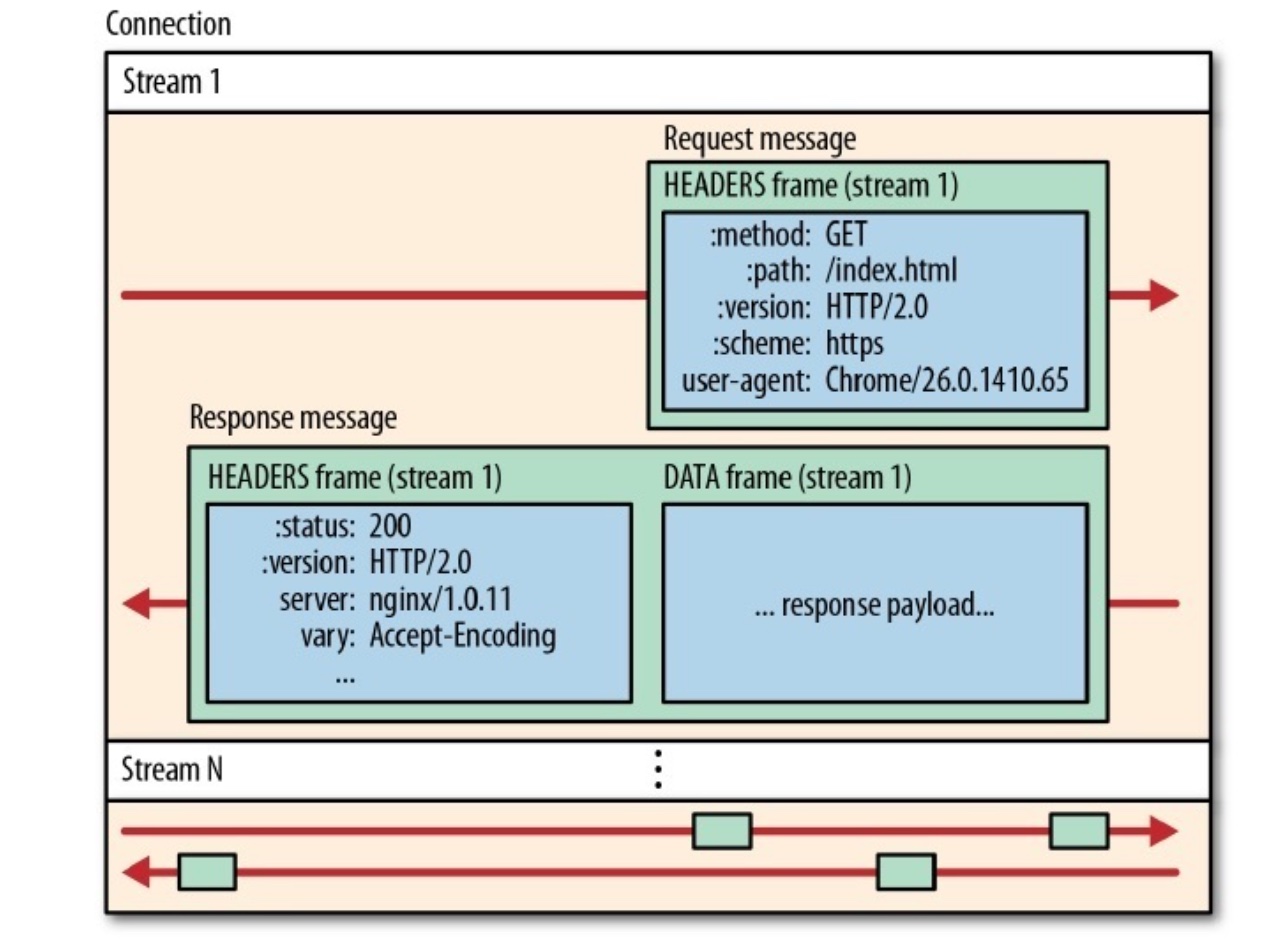 Connection
Stream 1
Request message
HEADERS frame (stream 1)
:method: GET
:path: /index.html
:version: HTTP/2.0
:scheme: https
user-agent: Chrome/26.0.1410.65
Response message
HEADERS frame (stream 1)
:status: 200
:version: HTTP/2.0
server: nginx/1.0.11
vary: Accept-Encoding
...
DATA frame (stream 1)
... response payload...
Stream N